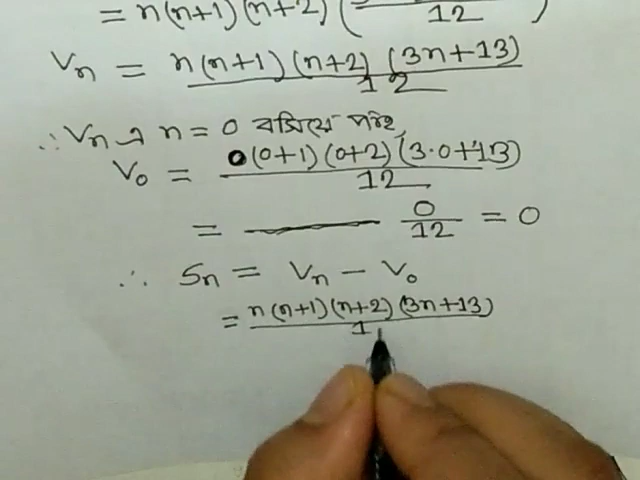 = n(n+1)(n+2)( /12 )
Vn = n(n+1)(n+2)(3n+13)/12
∴ Vn এ n = 0 বসিয়ে পাই,
V0 = 0(0+1)(0+2)(3·0+13)/12
= 0/12 = 0
∴ Sn = Vn − V0
= n(n+1)(n+2)(3n+13)/1